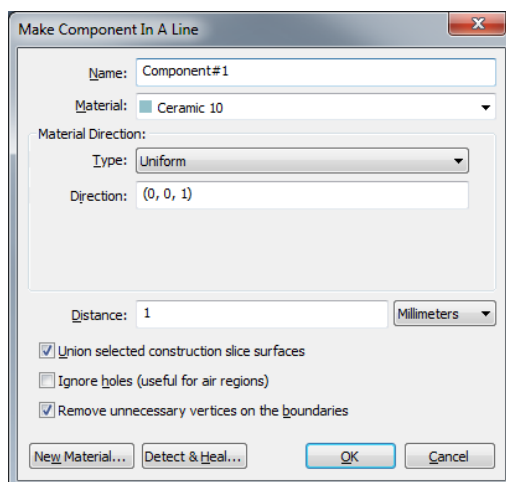 Make Component In A Line
Name: Component#1
Material: Ceramic 10
Material Direction:
Type: Uniform
Direction: (0, 0, 1)
Distance: 1 Millimeters
Union selected construction slice surfaces
Ignore holes (useful for air regions)
Remove unnecessary vertices on the boundaries
New Material... Detect & Heal... OK Cancel